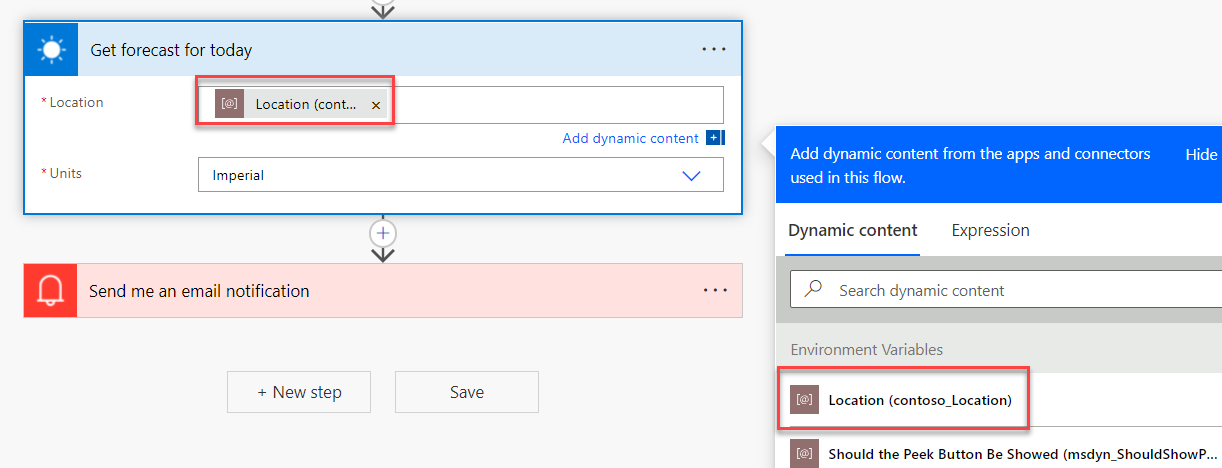 Get forecast for today
* Location
[@] Location (cont... ×
Add dynamic content
* Units
Imperial
Send me an email notification
+ New step
Save
Add dynamic content from the apps and connectors
used in this flow.
Hide
Dynamic content
Expression
Search dynamic content
Environment Variables
[@] Location (contoso_Location)
[@] Should the Peek Button Be Showed (msdyn_ShouldShowP...